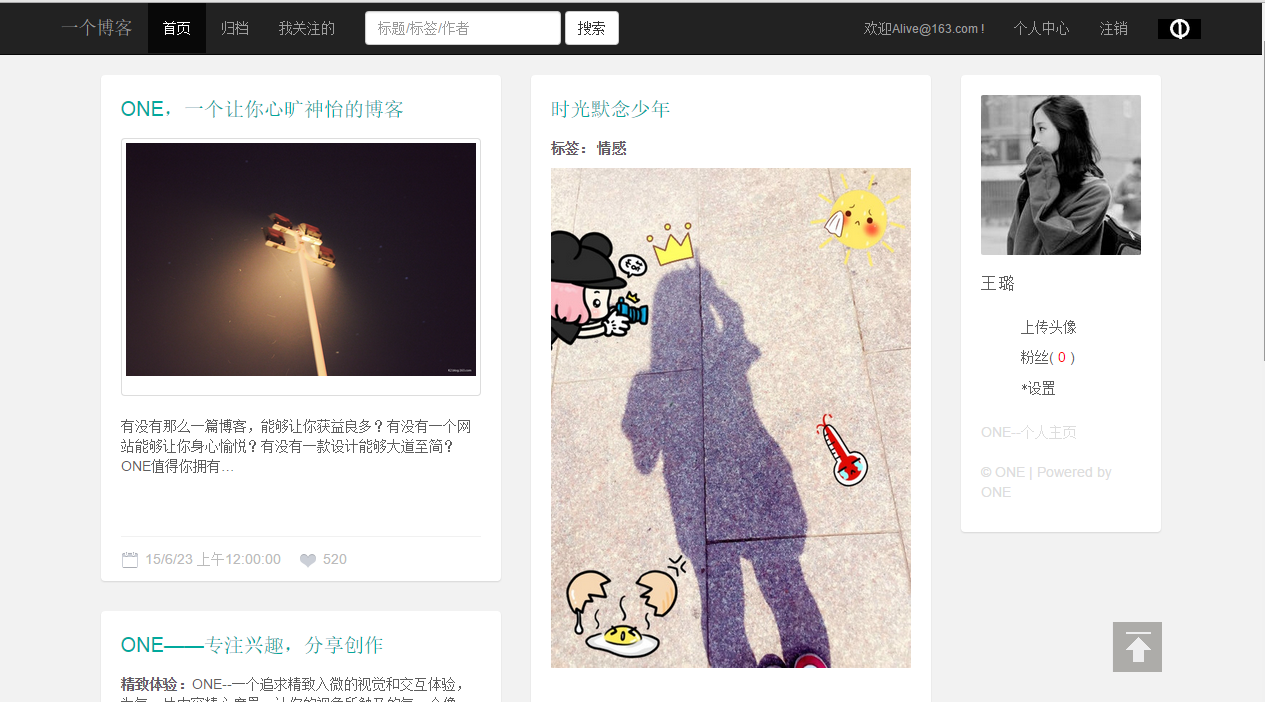 一个博客 首页 归档 我关注的 标题/标签/作者 搜索 欢迎Alive@163.com ! 个人中心 注销
ONE，一个让你心旷神怡的博客
有没有那么一篇博客，能够让你获益良多？有没有一个网
站能够让你身心愉悦？有没有一款设计能够大道至简？
ONE值得你拥有…
15/6/23 上午12:00:00 520
ONE——专注兴趣，分享创作
精致体验：ONE--一个追求精致入微的视觉和交互体验，
时光默念少年
标签： 情感
王璐
上传头像
粉丝( 0 )
*设置
ONE--个人主页
© ONE | Powered by
ONE